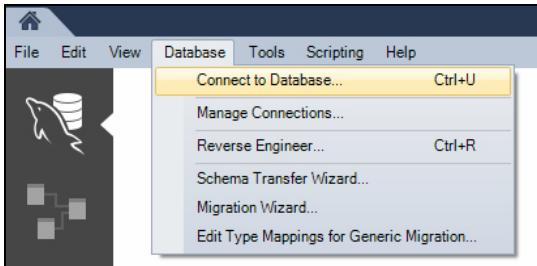 File Edit View Database Tools Scripting Help
Connect to Database... Ctrl+U
Manage Connections...
Reverse Engineer... Ctrl+R
Schema Transfer Wizard...
Migration Wizard...
Edit Type Mappings for Generic Migration...